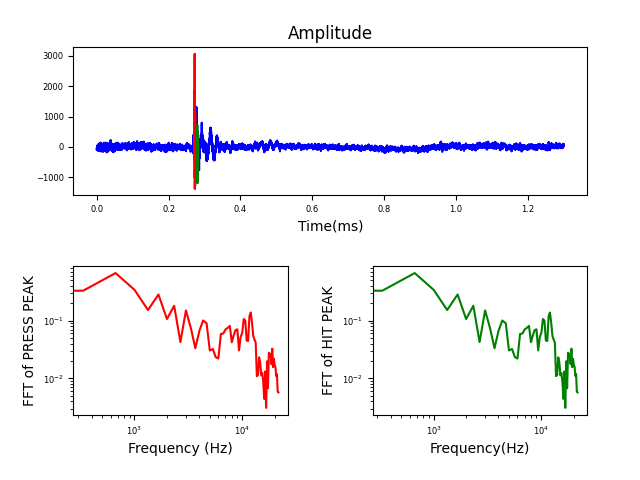 Amplitude
3000
2000
1000
0
−1000
0.0 0.2 0.4 0.6 0.8 1.0 1.2
Time(ms)
FFT of PRESS PEAK
10⁻¹
10⁻²
10³ 10⁴
Frequency (Hz)
FFT of HIT PEAK
10⁻¹
10⁻²
10³ 10⁴
Frequency(Hz)